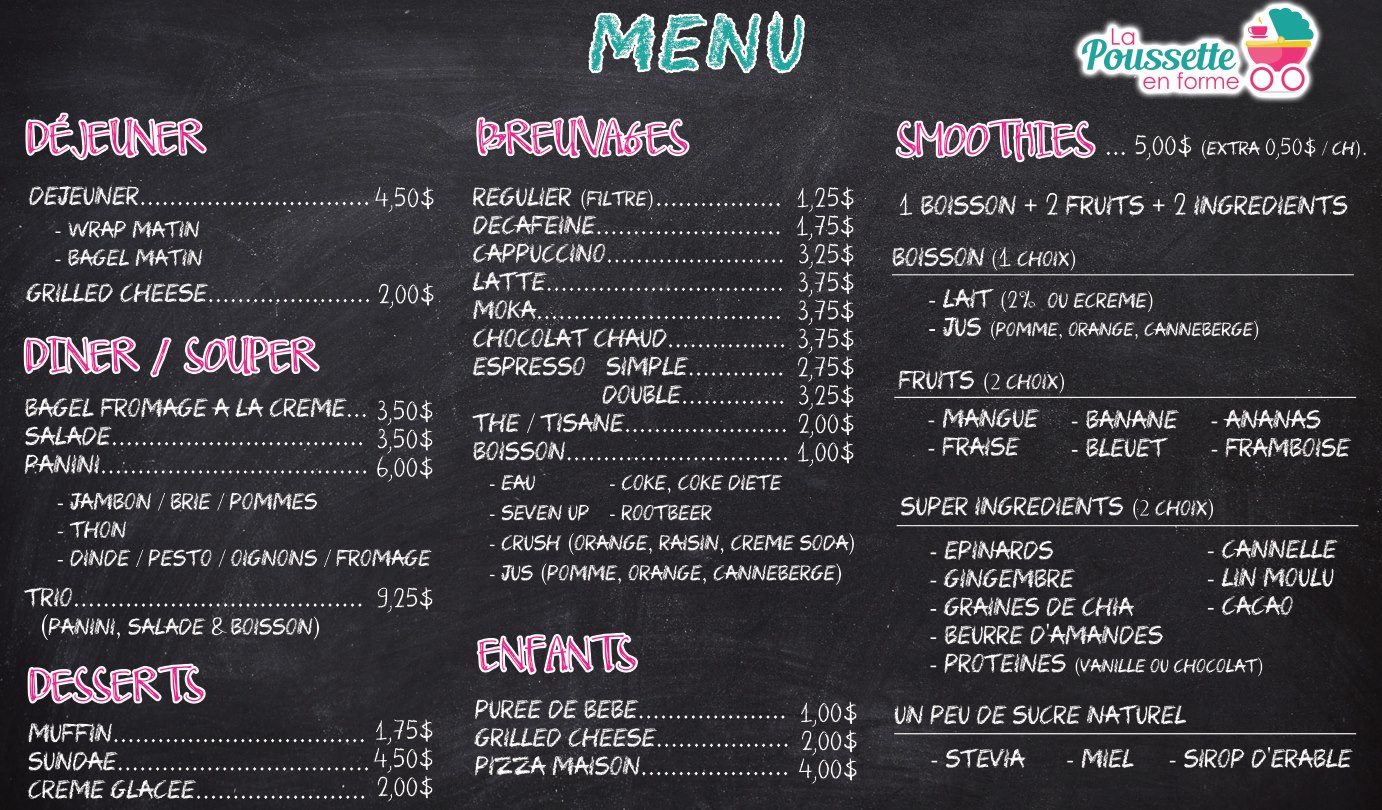 MENU
La
Poussette
en forme
DÉJEUNER
DEJEUNER.............................. 4,50$
- WRAP MATIN
- BAGEL MATIN
GRILLED CHEESE...................... 2,00$
DINER / SOUPER
BAGEL FROMAGE A LA CREME... 3,50$
SALADE.................................. 3,50$
PANINI.................................... 6,00$
- JAMBON / BRIE / POMMES
- THON
- DINDE / PESTO / OIGNONS / FROMAGE
TRIO....................................... 9,25$
(PANINI, SALADE & BOISSON)
DESSERTS
MUFFIN.................................. 1,75$
SUNDAE................................. 4,50$
CREME GLACEE....................... 2,00$
BREUVAGES
REGULIER (FILTRE)................. 1,25$
DECAFEINE......................... 1,75$
CAPPUCCINO........................ 3,25$
LATTE................................ 3,75$
MOKA................................. 3,75$
CHOCOLAT CHAUD................ 3,75$
ESPRESSO SIMPLE............. 2,75$
DOUBLE.............. 3,25$
THE / TISANE...................... 2,00$
BOISSON.............................. 1,00$
- EAU - COKE, COKE DIETE
- SEVEN UP - ROOTBEER
- CRUSH (ORANGE, RAISIN, CREME SODA)
- JUS (POMME, ORANGE, CANNEBERGE)
ENFANTS
PUREE DE BEBE.................... 1,00$
GRILLED CHEESE.................. 2,00$
PIZZA MAISON.................... 4,00$
SMOOTHIES ... 5,00$ (EXTRA 0,50$ / CH).
1 BOISSON + 2 FRUITS + 2 INGREDIENTS
BOISSON (1 CHOIX)
- LAIT (2% OU ECREME)
- JUS (POMME, ORANGE, CANNEBERGE)
FRUITS (2 CHOIX)
- MANGUE - BANANE - ANANAS
- FRAISE - BLEUET - FRAMBOISE
SUPER INGREDIENTS (2 CHOIX)
- EPINARDS - CANNELLE
- GINGEMBRE - LIN MOULU
- GRAINES DE CHIA - CACAO
- BEURRE D'AMANDES
- PROTEINES (VANILLE OU CHOCOLAT)
UN PEU DE SUCRE NATUREL
- STEVIA - MIEL - SIROP D'ERABLE